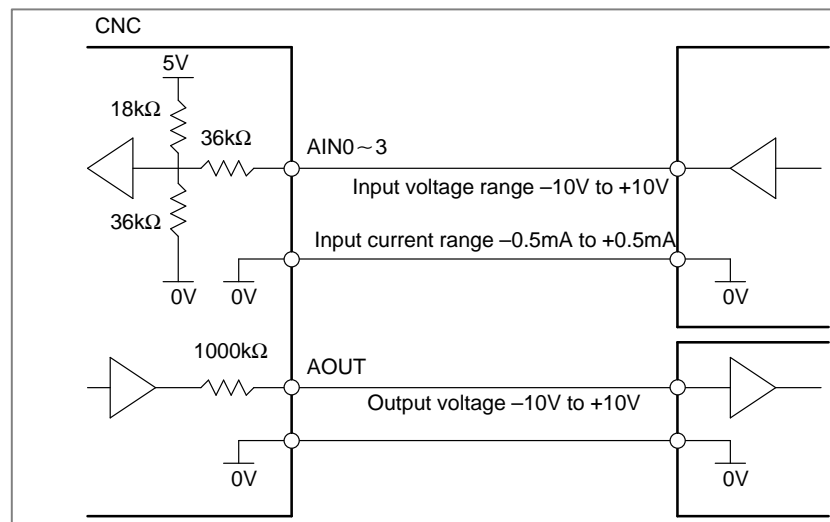 CNC
5V
18kΩ
36kΩ
AIN0~3
Input voltage range –10V to +10V
36kΩ
Input current range –0.5mA to +0.5mA
0V
0V
0V
1000kΩ
AOUT
Output voltage –10V to +10V
0V
0V